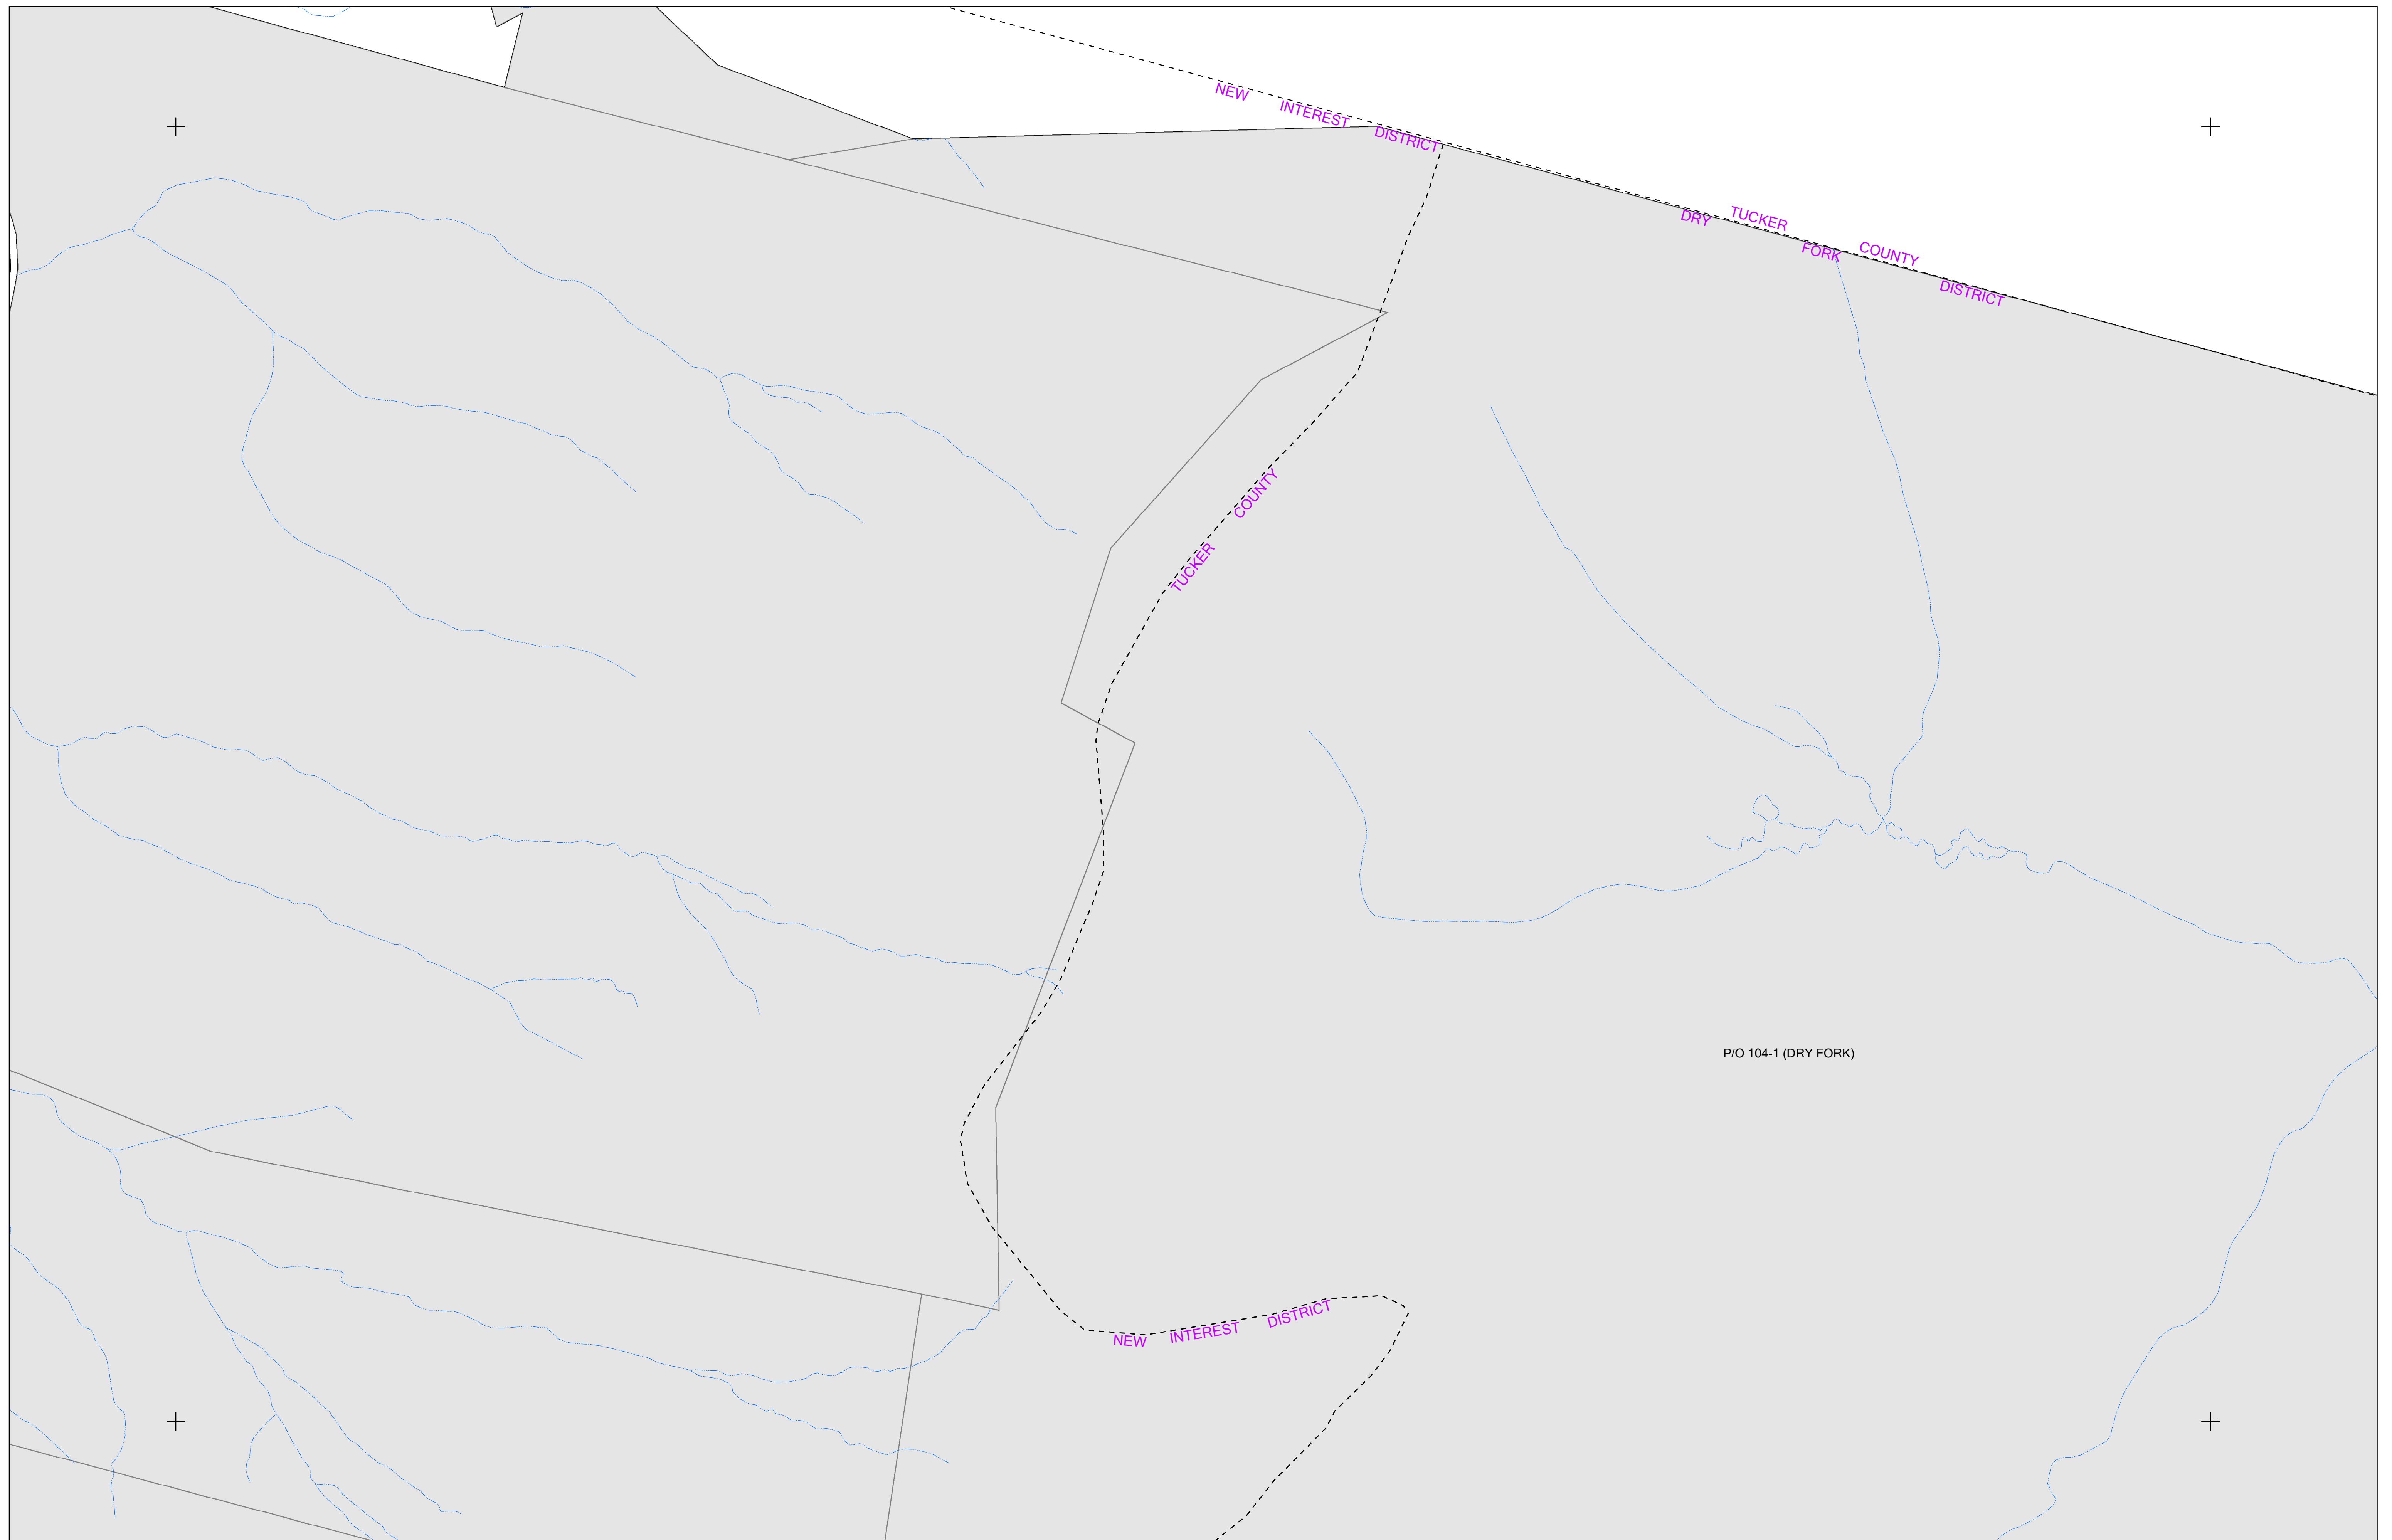 NEW INTEREST DISTRICT
TUCKER COUNTY
DRY FORK DISTRICT
TUCKER COUNTY
P/O 104-1 (DRY FORK)
NEW INTEREST DISTRICT